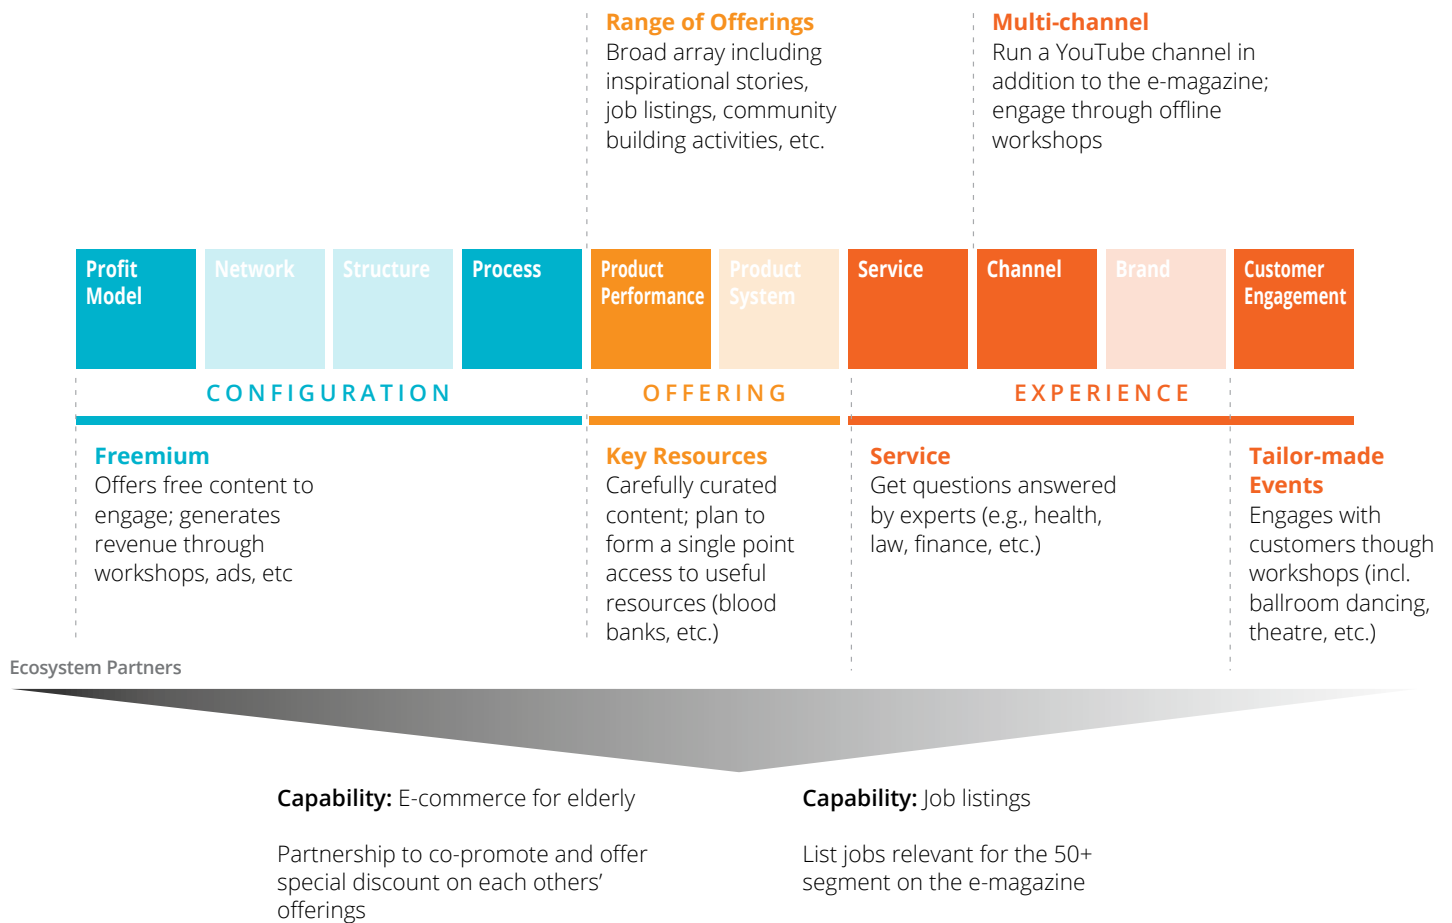 Range of Offerings
Broad array including
inspirational stories,
job listings, community
building activities, etc.
Multi-channel
Run a YouTube channel in
addition to the e-magazine;
engage through offline
workshops
Profit
Model
Network
Structure
Process
Product
Performance
Product
System
Service
Channel
Brand
Customer
Engagement
CONFIGURATION
OFFERING
EXPERIENCE
Freemium
Offers free content to
engage; generates
revenue through
workshops, ads, etc
Key Resources
Carefully curated
content; plan to
form a single point
access to useful
resources (blood
banks, etc.)
Service
Get questions answered
by experts (e.g., health,
law, finance, etc.)
Tailor-made
Events
Engages with
customers though
workshops (incl.
ballroom dancing,
theatre, etc.)
Ecosystem Partners
Capability: E-commerce for elderly
Partnership to co-promote and offer
special discount on each others’
offerings
Capability: Job listings
List jobs relevant for the 50+
segment on the e-magazine